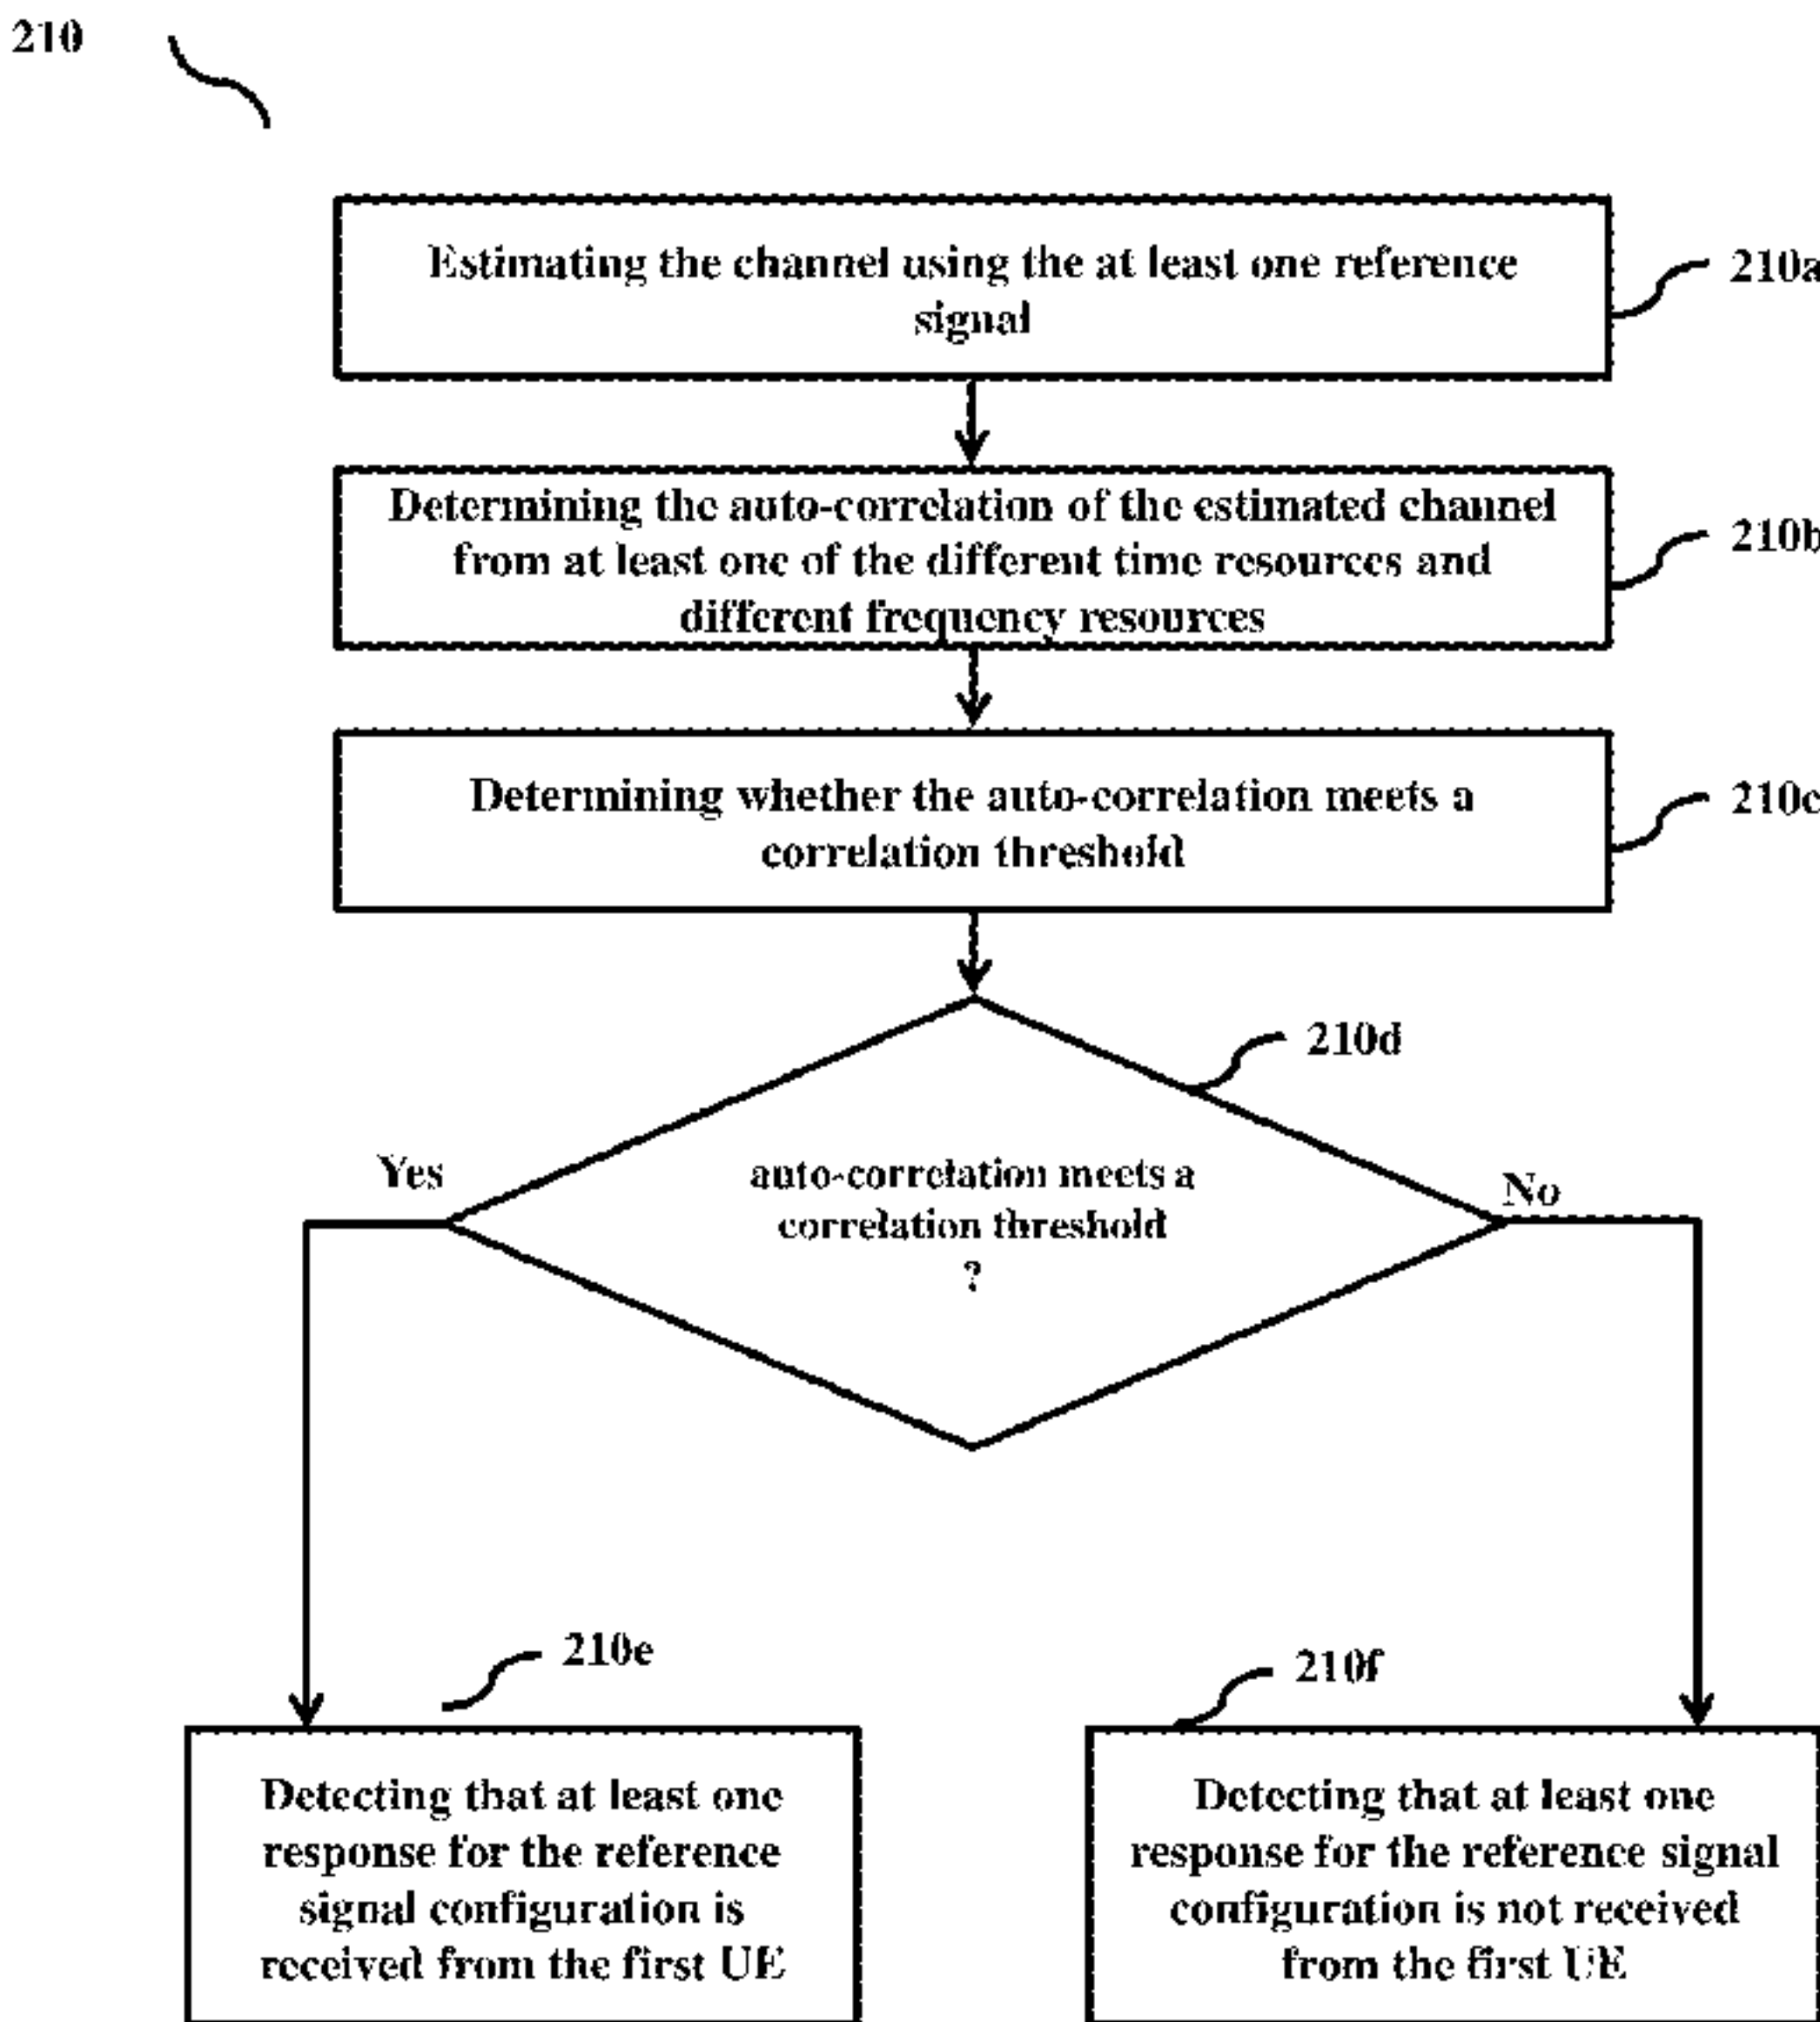 210
Estimating the channel using the at least one reference
signal
210a
Determining the auto-correlation of the estimated channel
from at least one of the different time resources and
different frequency resources
210b
Determining whether the auto-correlation meets a
correlation threshold
210c
210d
Yes
auto-correlation meets a
correlation threshold
?
No
210e
210f
Detecting that at least one
response for the reference
signal configuration is
received from the first UE
Detecting that at least one
response for the reference signal
configuration is not received
from the first UE